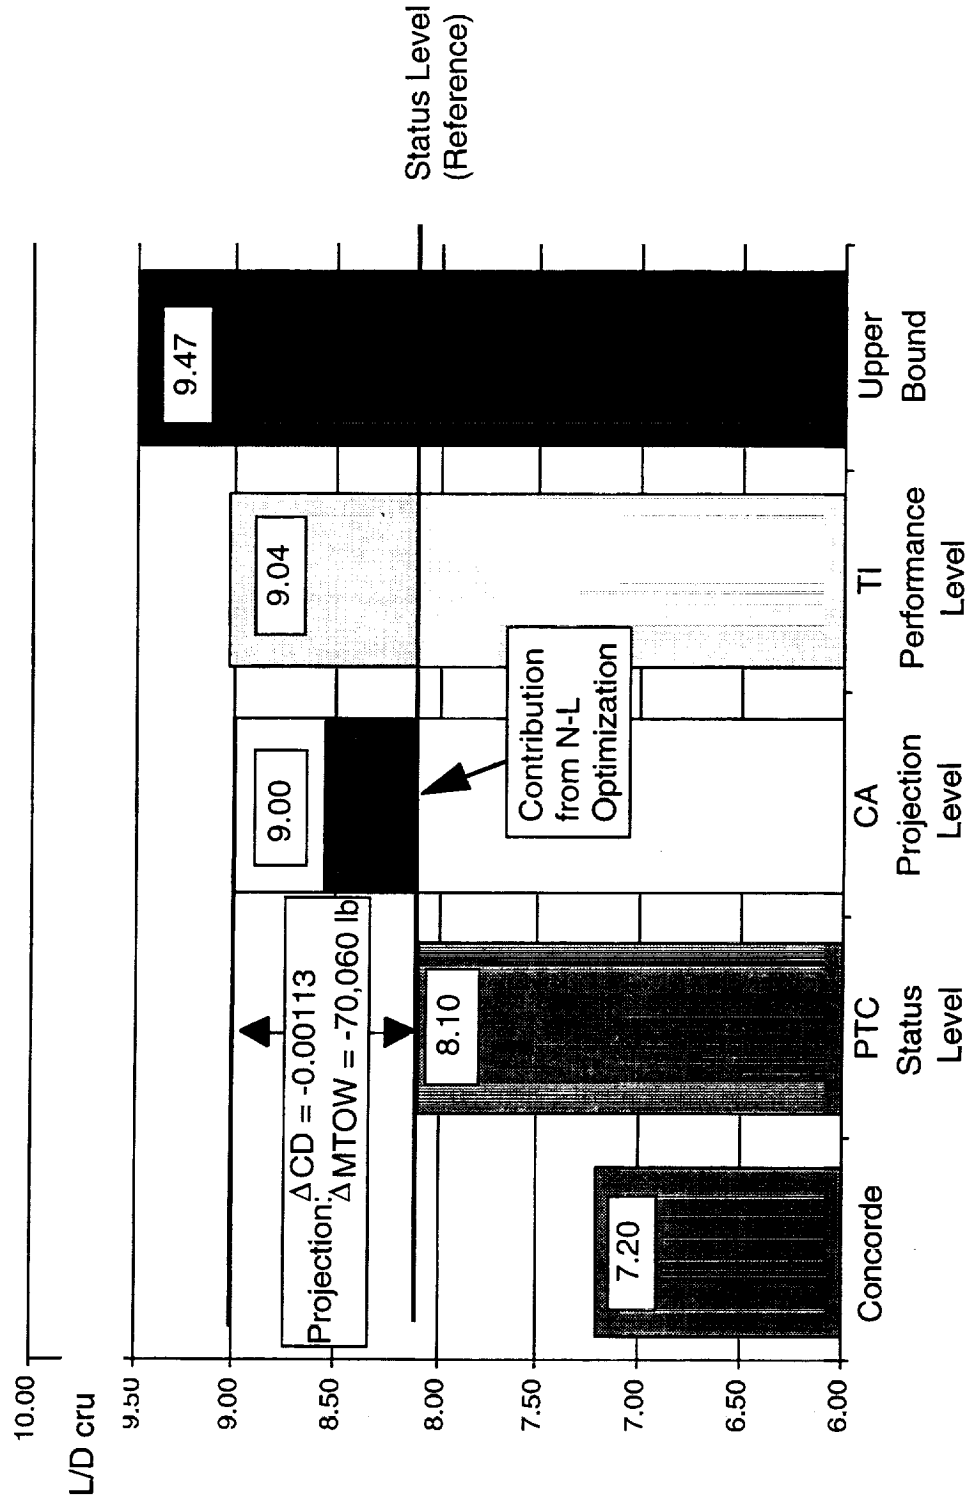 10.00
L/D cru
9.50
9.00
8.50
8.00
7.50
7.00
6.50
6.00
Projection:
ΔCD = -0.00113
ΔMTOW = -70,060 lb
7.20
8.10
9.00
9.04
9.47
Contribution
from N-L
Optimization
Status Level
(Reference)
Concorde
PTC
Status
Level
CA
Projection
Level
TI
Performance
Level
Upper
Bound